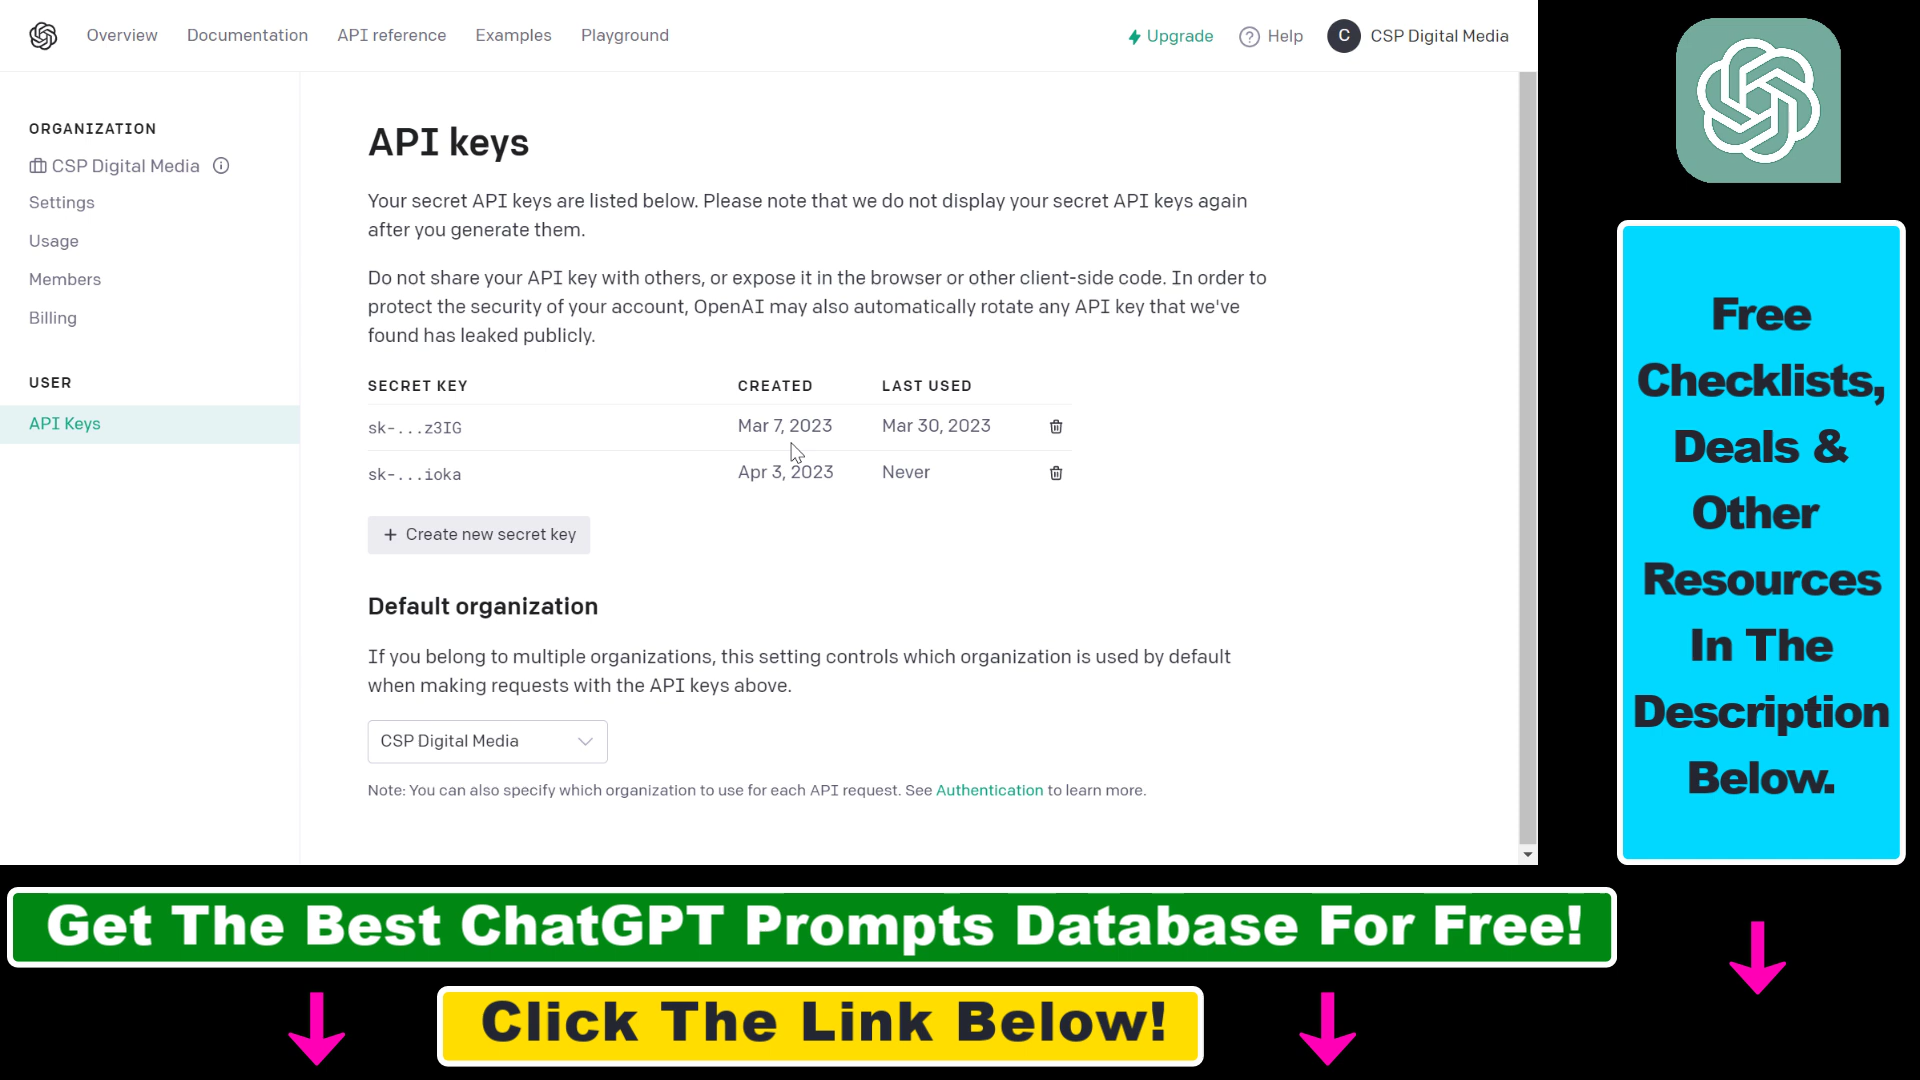 Overview Documentation API reference Examples Playground Upgrade Help C CSP Digital Media
ORGANIZATION
CSP Digital Media
Settings
Usage
Members
Billing
USER
API Keys
API keys
Your secret API keys are listed below. Please note that we do not display your secret API keys again
after you generate them.
Do not share your API key with others, or expose it in the browser or other client-side code. In order to
protect the security of your account, OpenAI may also automatically rotate any API key that we've
found has leaked publicly.
SECRET KEY CREATED LAST USED
sk-...z3IG Mar 7, 2023 Mar 30, 2023
sk-...ioka Apr 3, 2023 Never
+ Create new secret key
Default organization
If you belong to multiple organizations, this setting controls which organization is used by default
when making requests with the API keys above.
CSP Digital Media
Note: You can also specify which organization to use for each API request. See Authentication to learn more.
Free
Checklists,
Deals &
Other
Resources
In The
Description
Below.
Get The Best ChatGPT Prompts Database For Free!
Click The Link Below!